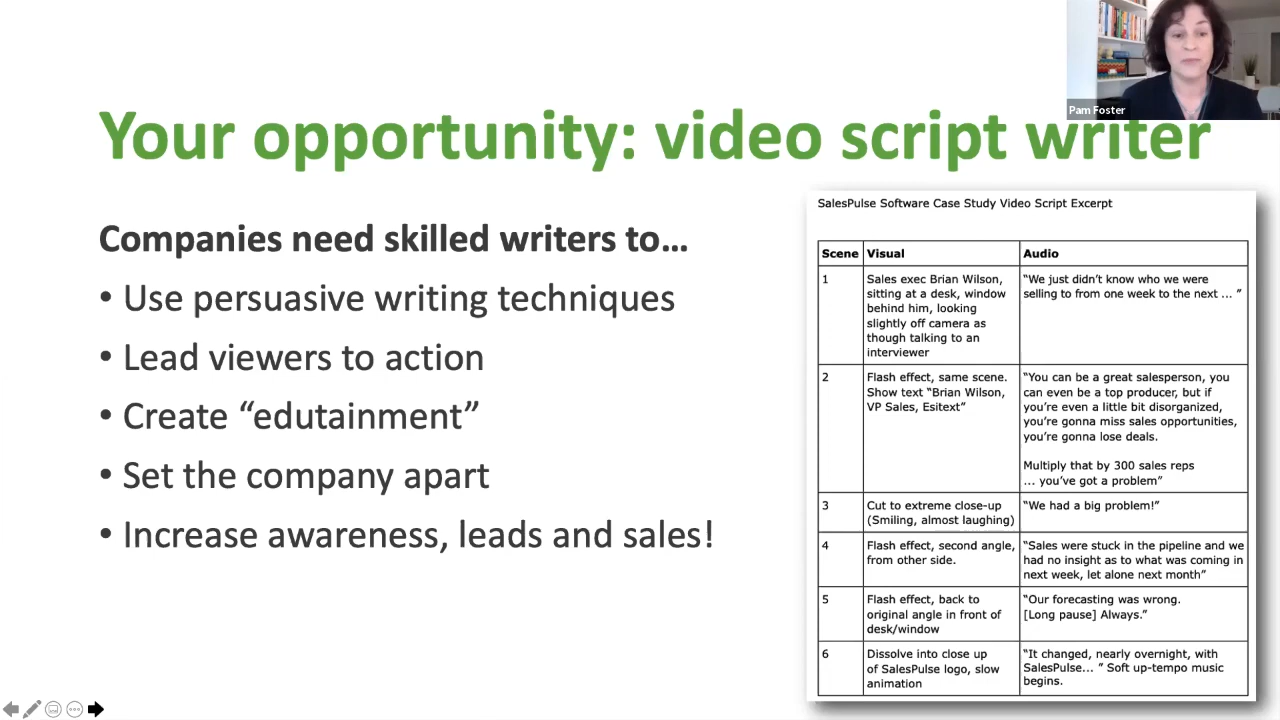 Pam Foster
Your opportunity: video script writer
Companies need skilled writers to…
• Use persuasive writing techniques
• Lead viewers to action
• Create “edutainment”
• Set the company apart
• Increase awareness, leads and sales!
SalesPulse Software Case Study Video Script Excerpt
Scene Visual Audio
1
Sales exec Brian Wilson,
sitting at a desk, window
behind him, looking
slightly off camera as
though talking to an
interviewer
“We just didn’t know who we were
selling to from one week to the next ... ”
2
Flash effect, same scene.
Show text “Brian Wilson,
VP Sales, Esitext”
“You can be a great salesperson, you
can even be a top producer, but if
you’re even a little bit disorganized,
you’re gonna miss sales opportunities,
you’re gonna lose deals.
Multiply that by 300 sales reps
... you’ve got a problem”
3
Cut to extreme close-up
(Smiling, almost laughing)
“We had a big problem!”
4
Flash effect, second angle,
from other side.
“Sales were stuck in the pipeline and we
had no insight as to what was coming in
next week, let alone next month”
5
Flash effect, back to
original angle in front of
desk/window
“Our forecasting was wrong.
[Long pause] Always.”
6
Dissolve into close up
of SalesPulse logo, slow
animation
“It changed, nearly overnight, with
SalesPulse... ” Soft up-tempo music
begins.